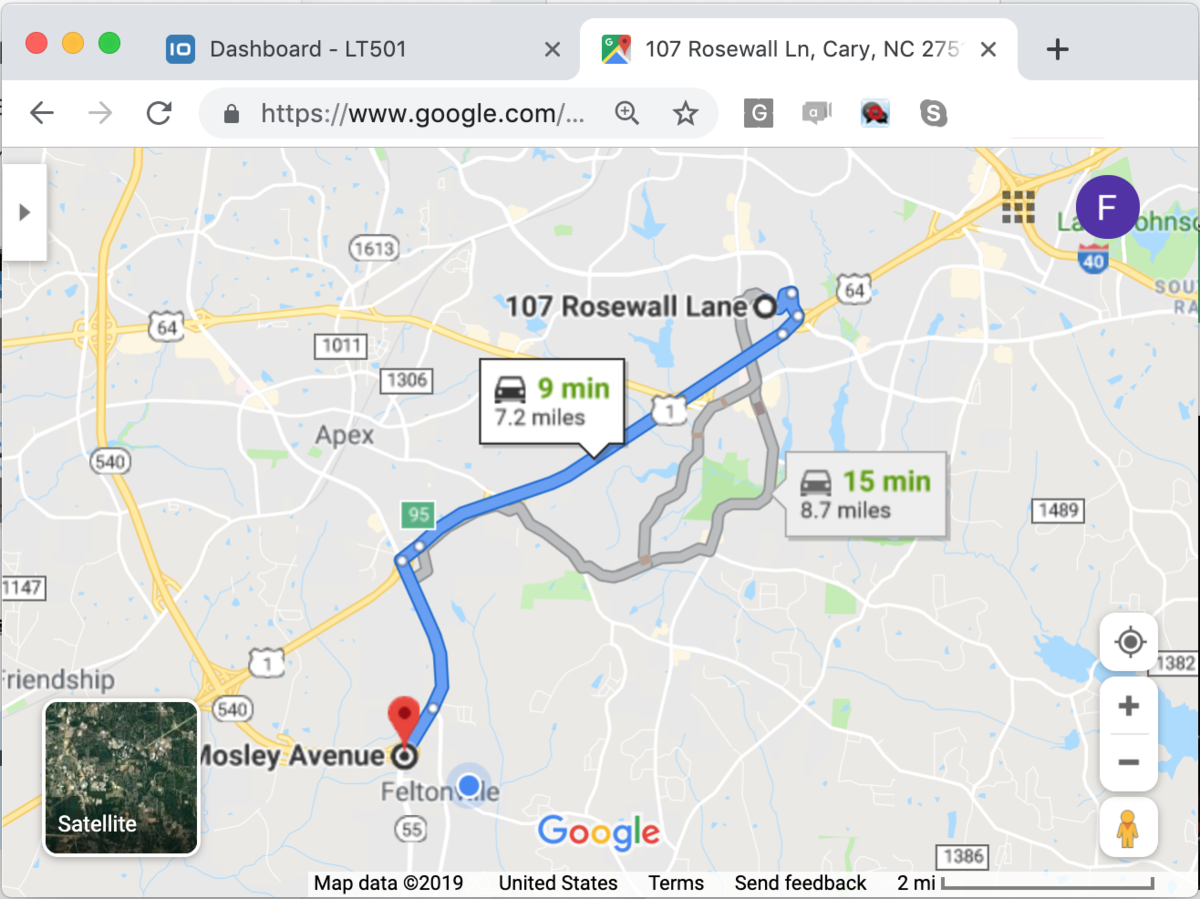 Dashboard - LT501
107 Rosewall Ln, Cary, NC 275
https://www.google.com/...
F
1613
40
64
SOU
RA
107 Rosewall Lane
64
1011
1306
9 min
7.2 miles
1
Apex
540
15 min
8.7 miles
95
1489
1147
1
1382
Friendship
540
Mosley Avenue
Feltonville
Satellite
55
Google
1386
Map data ©2019 United States Terms Send feedback 2 mi